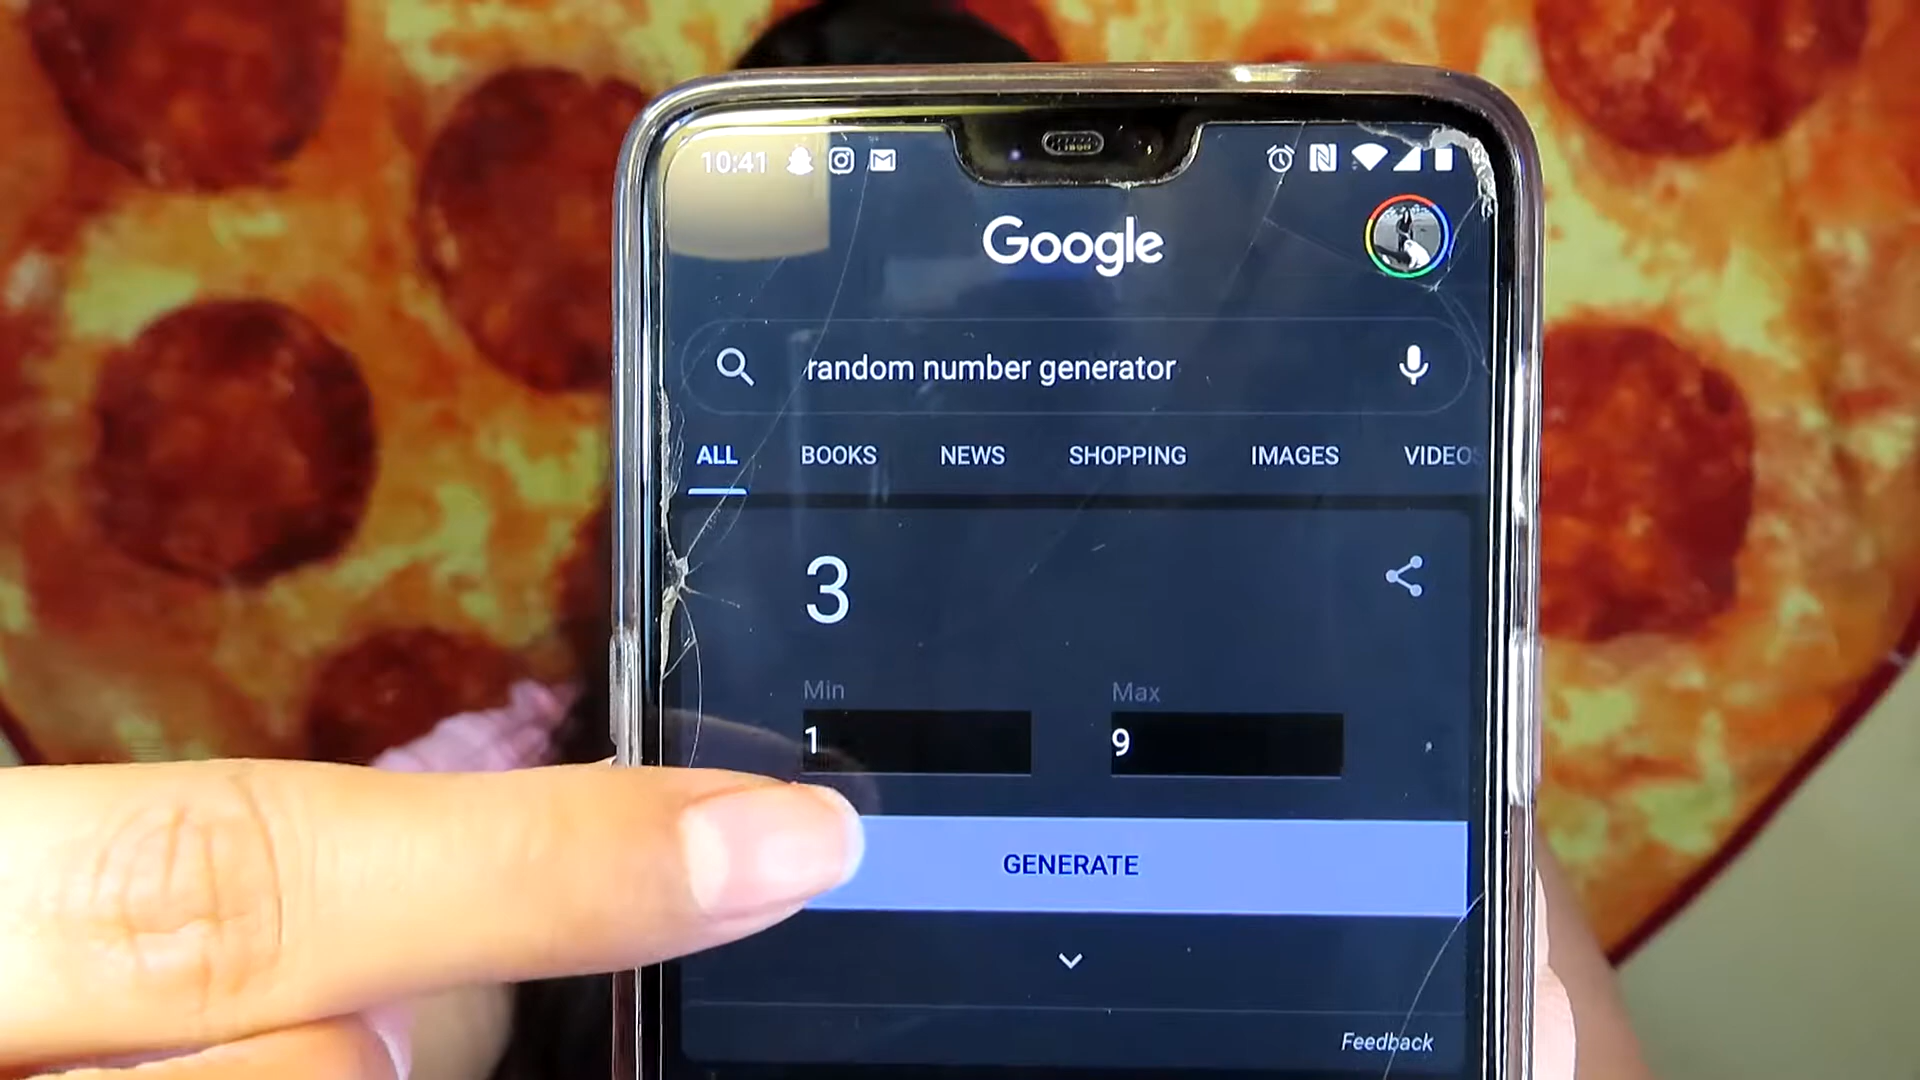 10:41
Google
random number generator
ALL BOOKS NEWS SHOPPING IMAGES VIDEOS
3
Min Max
1 9
GENERATE
Feedback